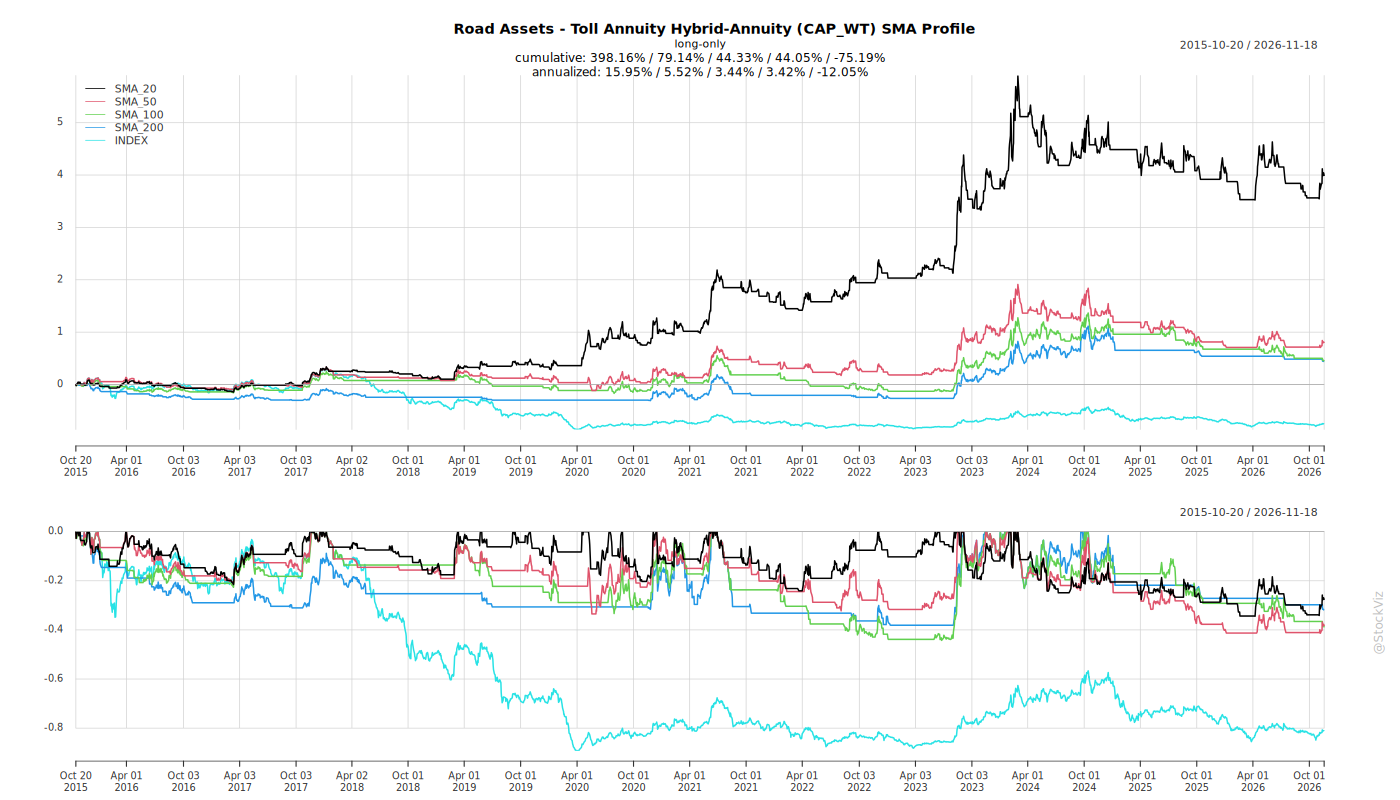 Road Assets - Toll Annuity Hybrid-Annuity (CAP_WT) SMA Profile
long-only
cumulative: 398.16% / 79.14% / 44.33% / 44.05% / -75.19%
annualized: 15.95% / 5.52% / 3.44% / 3.42% / -12.05%
2015-10-20 / 2026-11-18
SMA_20
SMA_50
SMA_100
SMA_200
INDEX
5
4
3
2
1
0
Oct 20 Apr 01 Oct 03 Apr 03 Oct 03 Apr 02 Oct 01 Apr 01 Oct 01 Apr 01 Oct 01 Apr 01 Oct 01 Apr 01 Oct 03 Apr 03 Oct 03 Apr 01 Oct 01 Apr 01 Oct 01 Apr 01 Oct 01
2015 2016 2016 2017 2017 2018 2018 2019 2019 2020 2020 2021 2021 2022 2022 2023 2023 2024 2024 2025 2025 2026 2026
2015-10-20 / 2026-11-18
0.0
-0.2
-0.4
-0.6
-0.8
Oct 20 Apr 01 Oct 03 Apr 03 Oct 03 Apr 02 Oct 01 Apr 01 Oct 01 Apr 01 Oct 01 Apr 01 Oct 01 Apr 01 Oct 03 Apr 03 Oct 03 Apr 01 Oct 01 Apr 01 Oct 01 Apr 01 Oct 01
2015 2016 2016 2017 2017 2018 2018 2019 2019 2020 2020 2021 2021 2022 2022 2023 2023 2024 2024 2025 2025 2026 2026
@StockViz